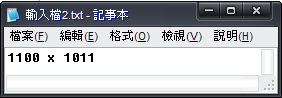 輸入檔2.txt - 記事本
檔案(F) 編輯(E) 格式(O) 檢視(V) 說明(H)
1100 x 1011